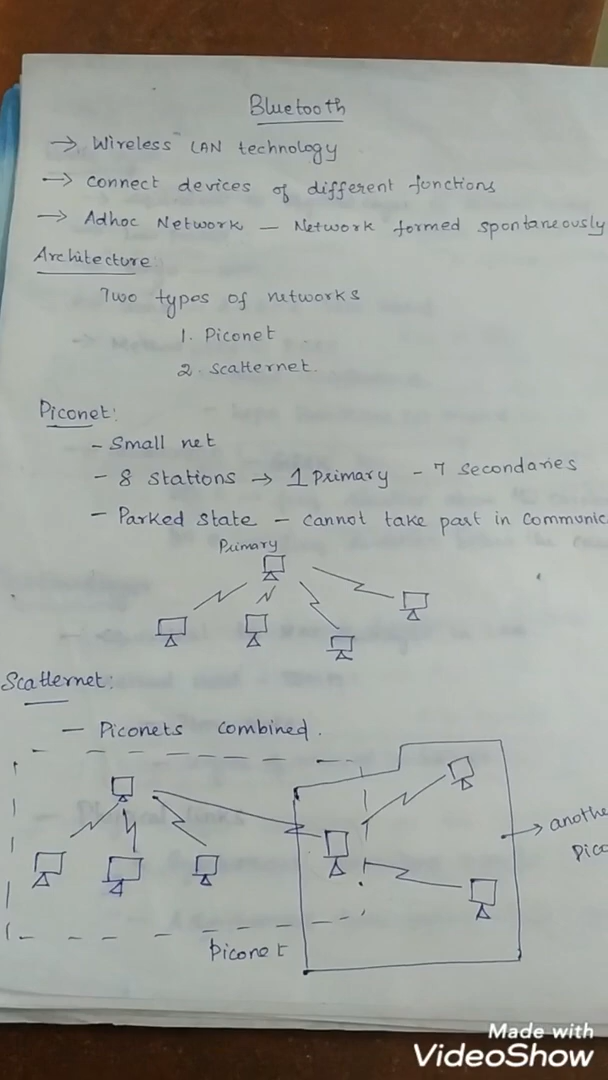 Bluetooth
→ Wireless LAN technology
→ connect devices of different functions
→ Adhoc Network — Network formed spontaneously
Architecture
Two types of networks
1. Piconet
2. Scatternet.
Piconet:
- Small net
- 8 stations → 1 Primary - 7 secondaries
- Parked state - cannot take part in communic
Primary
Scatternet:
- Piconets combined.
→ anothe
pico
Piconet
Made with
VideoShow